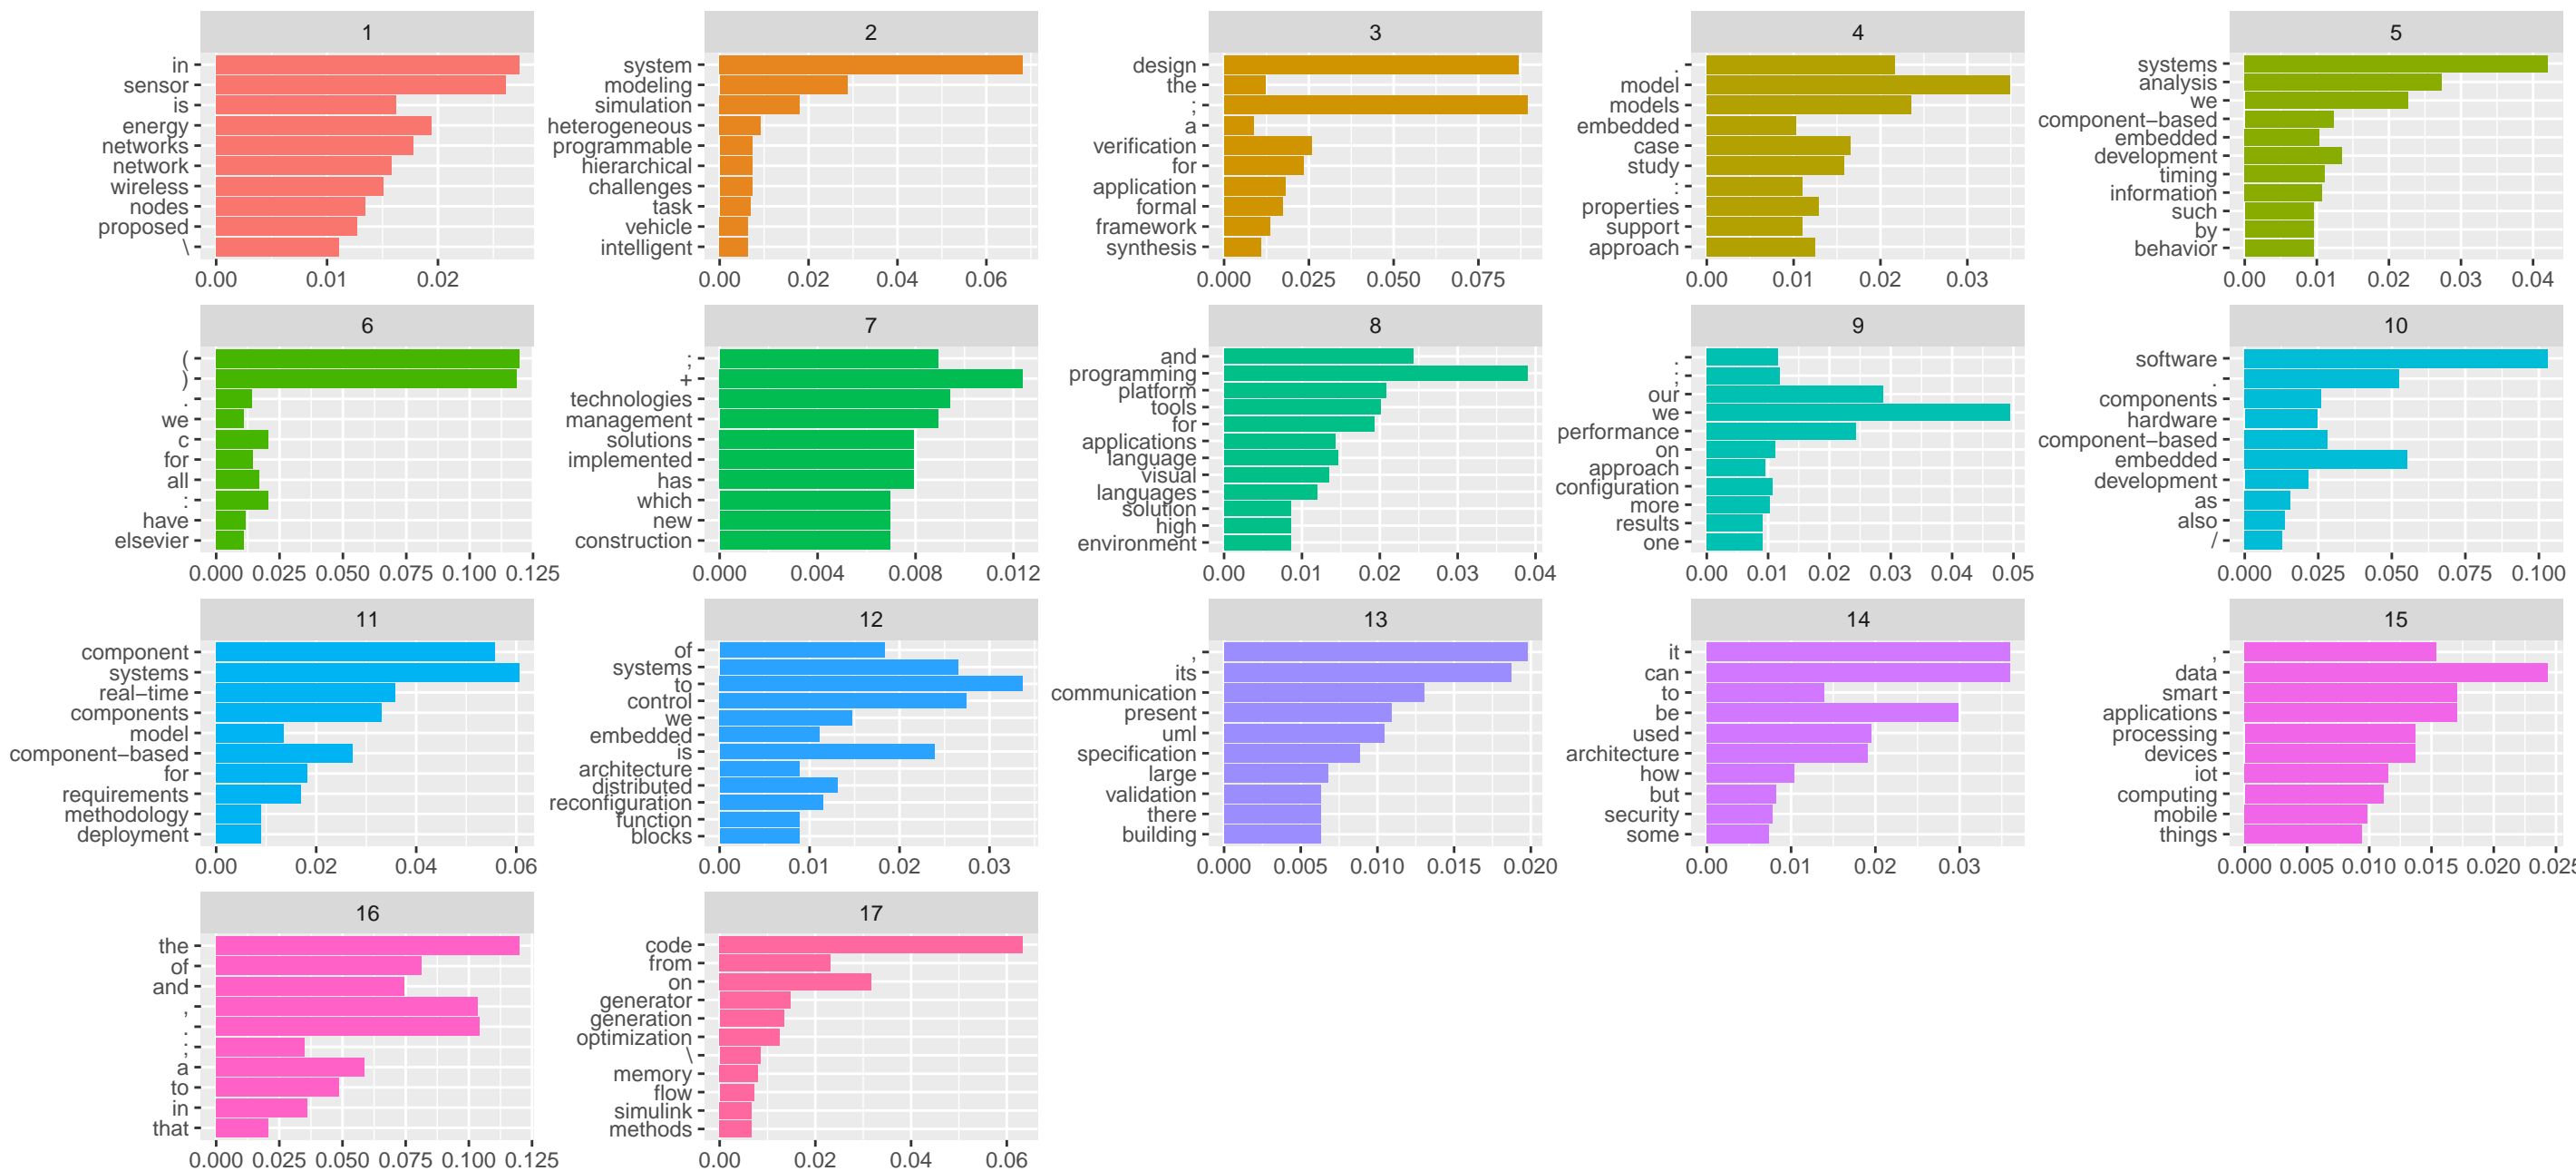 1
in
sensor
is
energy
networks
network
wireless
nodes
proposed
\
0.00 0.01 0.02
2
system
modeling
simulation
heterogeneous
programmable
hierarchical
challenges
task
vehicle
intelligent
0.00 0.02 0.04 0.06
3
design
the
;
a
verification
for
application
formal
framework
synthesis
0.000 0.025 0.075
4
.
model
models
embedded
case
study
:
properties
support
approach
0.00 0.01 0.02 0.03
5
systems
analysis
we
component-based
embedded
development
timing
information
such
by
behavior
0.00 0.01 0.02 0.03 0.04
6
(
)
.
we
c
for
all
:
have
elsevier
0.000 0.025 0.075 0.100 0.125
7
;
+
technologies
management
solutions
implemented
has
which
new
construction
0.000 0.004 0.008 0.012
8
and
programming
platform
tools
for
applications
language
visual
languages
solution
high
environment
0.00 0.01 0.02 0.04
9
:
;
our
we
performance
on
approach
configuration
more
results
one
0.00 0.01 0.02 0.03 0.04 0.05
10
software
.
components
hardware
component-based
embedded
development
as
also
/
0.000 0.025 0.050 0.075 0.100
11
component
systems
real-time
components
model
component-based
for
requirements
methodology
deployment
0.00 0.02 0.04 0.06
12
of
systems
to
control
we
embedded
is
architecture
distributed
reconfiguration
function
blocks
0.00 0.01 0.02 0.03
13
,
its
communication
present
uml
specification
large
validation
there
building
0.000 0.005 0.010 0.015 0.020
14
it
can
to
be
used
architecture
how
but
security
some
0.00 0.01 0.02 0.03
15
,
data
smart
applications
processing
devices
iot
computing
mobile
things
0.000 0.005 0.015 0.020 0.025
16
the
of
and
,
.
;
a
to
in
that
0.000 0.025 0.050 0.075 0.100 0.125
17
code
from
on
generator
generation
optimization
\
memory
flow
simulink
methods
0.00 0.02 0.04 0.06